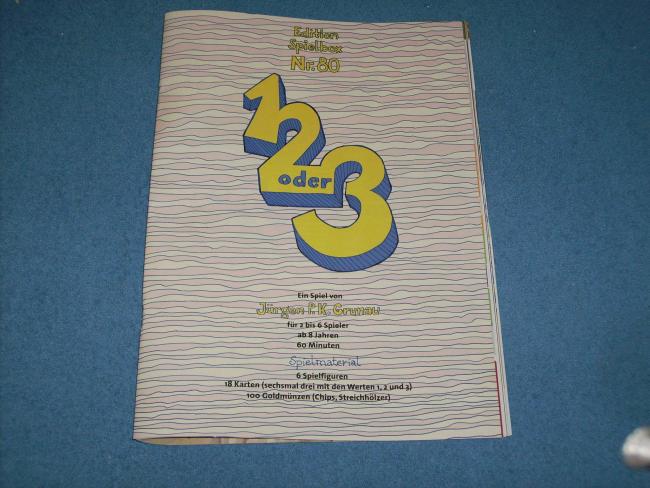 Edition
Spielbox
Nr. 80
1
2
oder
3
Ein Spiel von
Jürgen P. K. Grunau
für 2 bis 6 Spieler
ab 8 Jahren
60 Minuten
Spielmaterial
6 Spielfiguren
18 Karten (sechsmal drei mit den Werten 1, 2 und 3)
100 Goldmünzen (Chips, Streichhölzer)